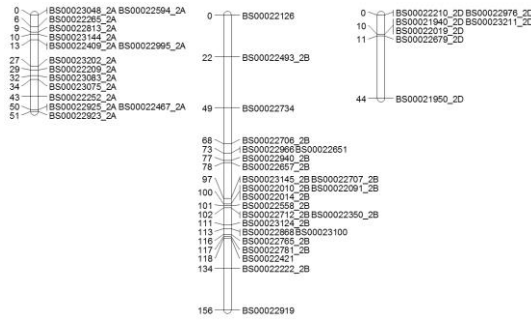 0 BS00023048_2A BS00022594_2A
6 BS00022265_2A
9 BS00022813_2A
10 BS00023144_2A
13 BS00022409_2A BS00022995_2A
27 BS00023202_2A
29 BS00022209_2A
32 BS00023083_2A
34 BS00023075_2A
43 BS00022252_2A
50 BS00022925_2A BS00022467_2A
51 BS00022923_2A
0 BS00022126
22 BS00022493_2B
49 BS00022734
68 BS00022706_2B
73 BS00022966 BS00022651
77 BS00022940_2B
78 BS00022657_2B
97 BS00023145_2B BS00022707_2B
100 BS00022010_2B BS00022091_2B
BS00022014_2B
101 BS00022558_2B
102 BS00022712_2B BS00022350_2B
111 BS00023124_2B
113 BS00022868 BS00023100
116 BS00022765_2B
117 BS00022781_2B
118 BS00022421
134 BS00022222_2B
156 BS00022919
0 BS00022210_2D BS00022976_2D
10 BS00021940_2D BS00023211_2D
BS00022019_2D
11 BS00022679_2D
44 BS00021950_2D